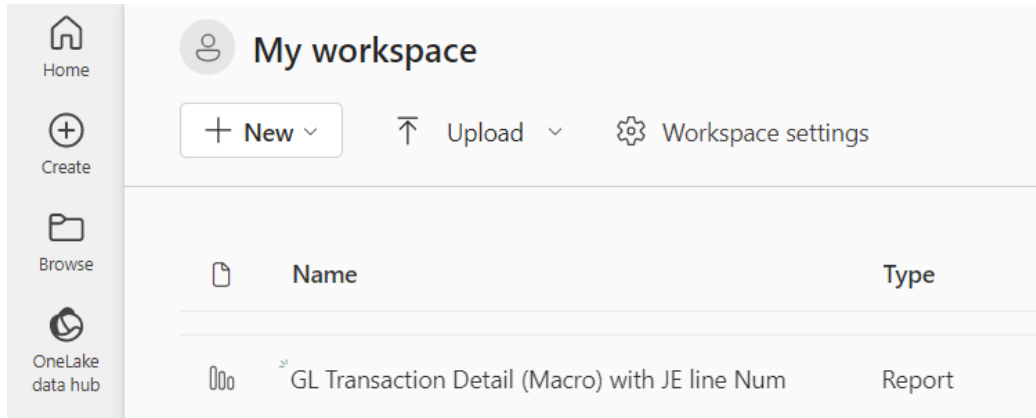 Home
My workspace
Create
New
Upload
Workspace settings
Browse
Name
Type
OneLake
data hub
GL Transaction Detail (Macro) with JE line Num
Report